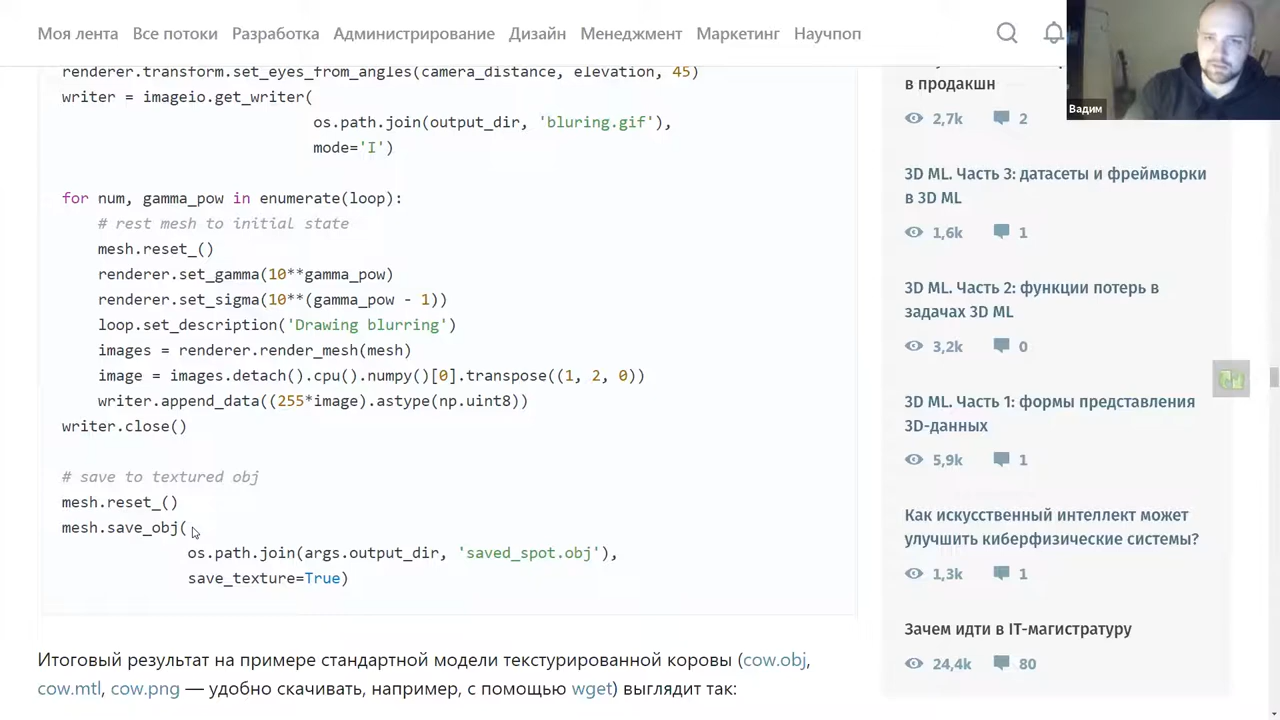 Моя лента Все потоки Разработка Администрирование Дизайн Менеджмент Маркетинг Научпоп
renderer.transform.set_eyes_from_angles(camera_distance, elevation, 45)
writer = imageio.get_writer(
os.path.join(output_dir, 'bluring.gif'),
mode='I')
for num, gamma_pow in enumerate(loop):
# rest mesh to initial state
mesh.reset_()
renderer.set_gamma(10**gamma_pow)
renderer.set_sigma(10**(gamma_pow - 1))
loop.set_description('Drawing blurring')
images = renderer.render_mesh(mesh)
image = images.detach().cpu().numpy()[0].transpose((1, 2, 0))
writer.append_data((255*image).astype(np.uint8))
writer.close()
# save to textured obj
mesh.reset_()
mesh.save_obj(
os.path.join(args.output_dir, 'saved_spot.obj'),
save_texture=True)
Итоговый результат на примере стандартной модели текстурированной коровы (cow.obj,
cow.mtl, cow.png — удобно скачивать, например, с помощью wget) выглядит так:
в продакшн
2,7k 2
3D ML. Часть 3: датасеты и фреймворки
в 3D ML
1,6k 1
3D ML. Часть 2: функции потерь в
задачах 3D ML
3,2k 0
3D ML. Часть 1: формы представления
3D-данных
5,9k 1
Как искусственный интеллект может
улучшить киберфизические системы?
1,3k 1
Зачем идти в IT-магистратуру
24,4k 80
Вадим